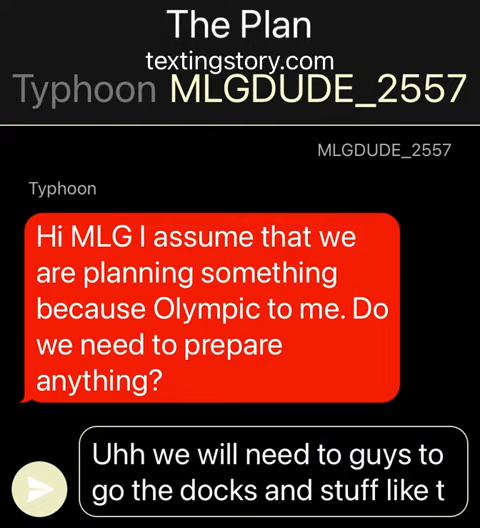 The Plan
textingstory.com
Typhoon MLGDUDE_2557
MLGDUDE_2557
Typhoon
Hi MLG I assume that we
are planning something
because Olympic to me. Do
we need to prepare
anything?
Uhh we will need to guys to
go the docks and stuff like t